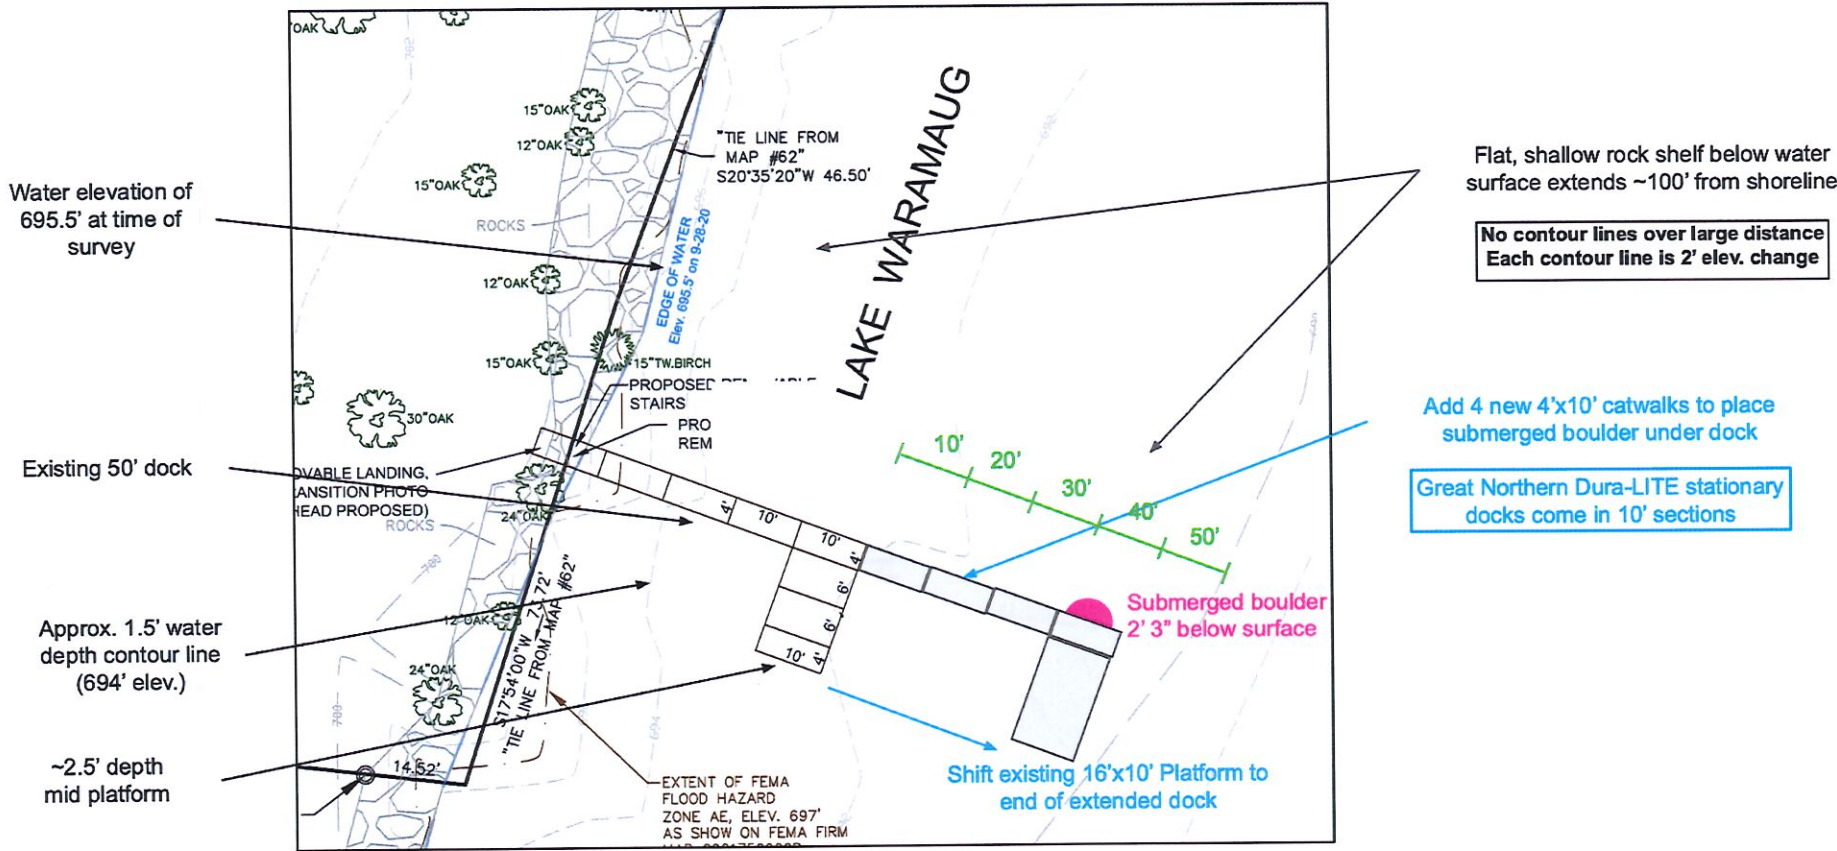 Water elevation of
695.5' at time of
survey
Existing 50' dock
Approx. 1.5' water
depth contour line
(694' elev.)
~2.5' depth
mid platform
OAK
702
15"OAK
12"OAK
15"OAK
ROCKS
12"OAK
15"OAK
30"OAK
"TIE LINE FROM
MAP #62"
S20°35'20"W 46.50'
EDGE OF WATER
Elev. 695.5' on 9-28-20
LAKE WARAMAUG
692
15"TW.BIRCH
PROPOSED
STAIRS
PRO
REM
OVABLE LANDING,
ANSITION PHOTO
HEAD PROPOSED)
ROCKS
24"OAK
700
12"OAK
24"OAK
700
S17°54'00"W 73.72'
"TIE LINE FROM MAP #62"
14.52'
694
4'
10'
10'
4'
6'
6'
10'
4'
10'
20'
30'
40'
50'
Submerged boulder
2' 3" below surface
Shift existing 16'x10' Platform to
end of extended dock
EXTENT OF FEMA
FLOOD HAZARD
ZONE AE, ELEV. 697'
AS SHOW ON FEMA FIRM
Flat, shallow rock shelf below water
surface extends ~100' from shoreline
No contour lines over large distance
Each contour line is 2' elev. change
Add 4 new 4'x10' catwalks to place
submerged boulder under dock
Great Northern Dura-LITE stationary
docks come in 10' sections